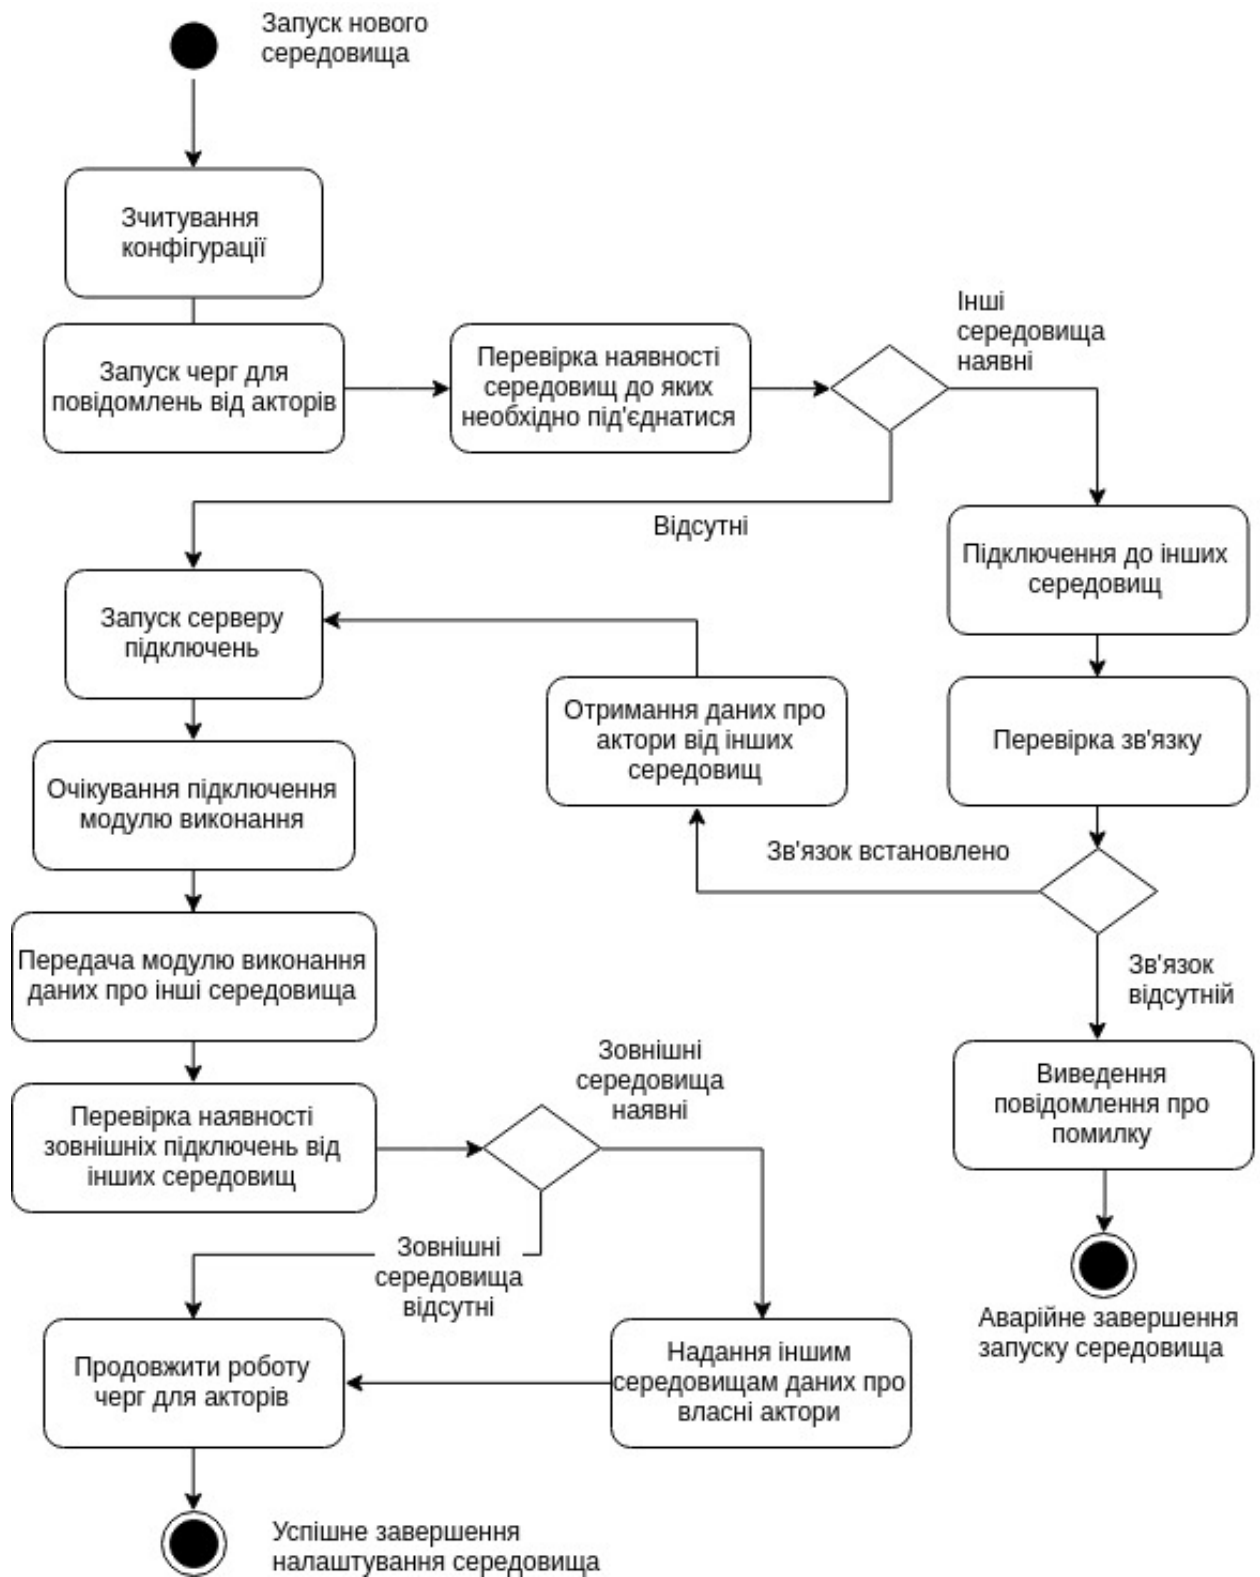 Запуск нового
середовища
Зчитування
конфігурації
Запуск черг для
повідомлень від акторів
Перевірка наявності
середовищ до яких
необхідно під'єднатися
Інші
середовища
наявні
Відсутні
Підключення до інших
середовищ
Запуск серверу
підключень
Отримання даних про
актори від інших
середовищ
Перевірка зв'язку
Очікування підключення
модулю виконання
Зв'язок встановлено
Передача модулю виконання
даних про інші середовища
Зв'язок
відсутній
Зовнішні
середовища
наявні
Виведення
повідомлення про
помилку
Перевірка наявності
зовнішніх підключень від
інших середовищ
Зовнішні
середовища
відсутні
Аварійне завершення
запуску середовища
Продовжити роботу
черг для акторів
Надання іншим
середовищам даних про
власні актори
Успішне завершення
налаштування середовища